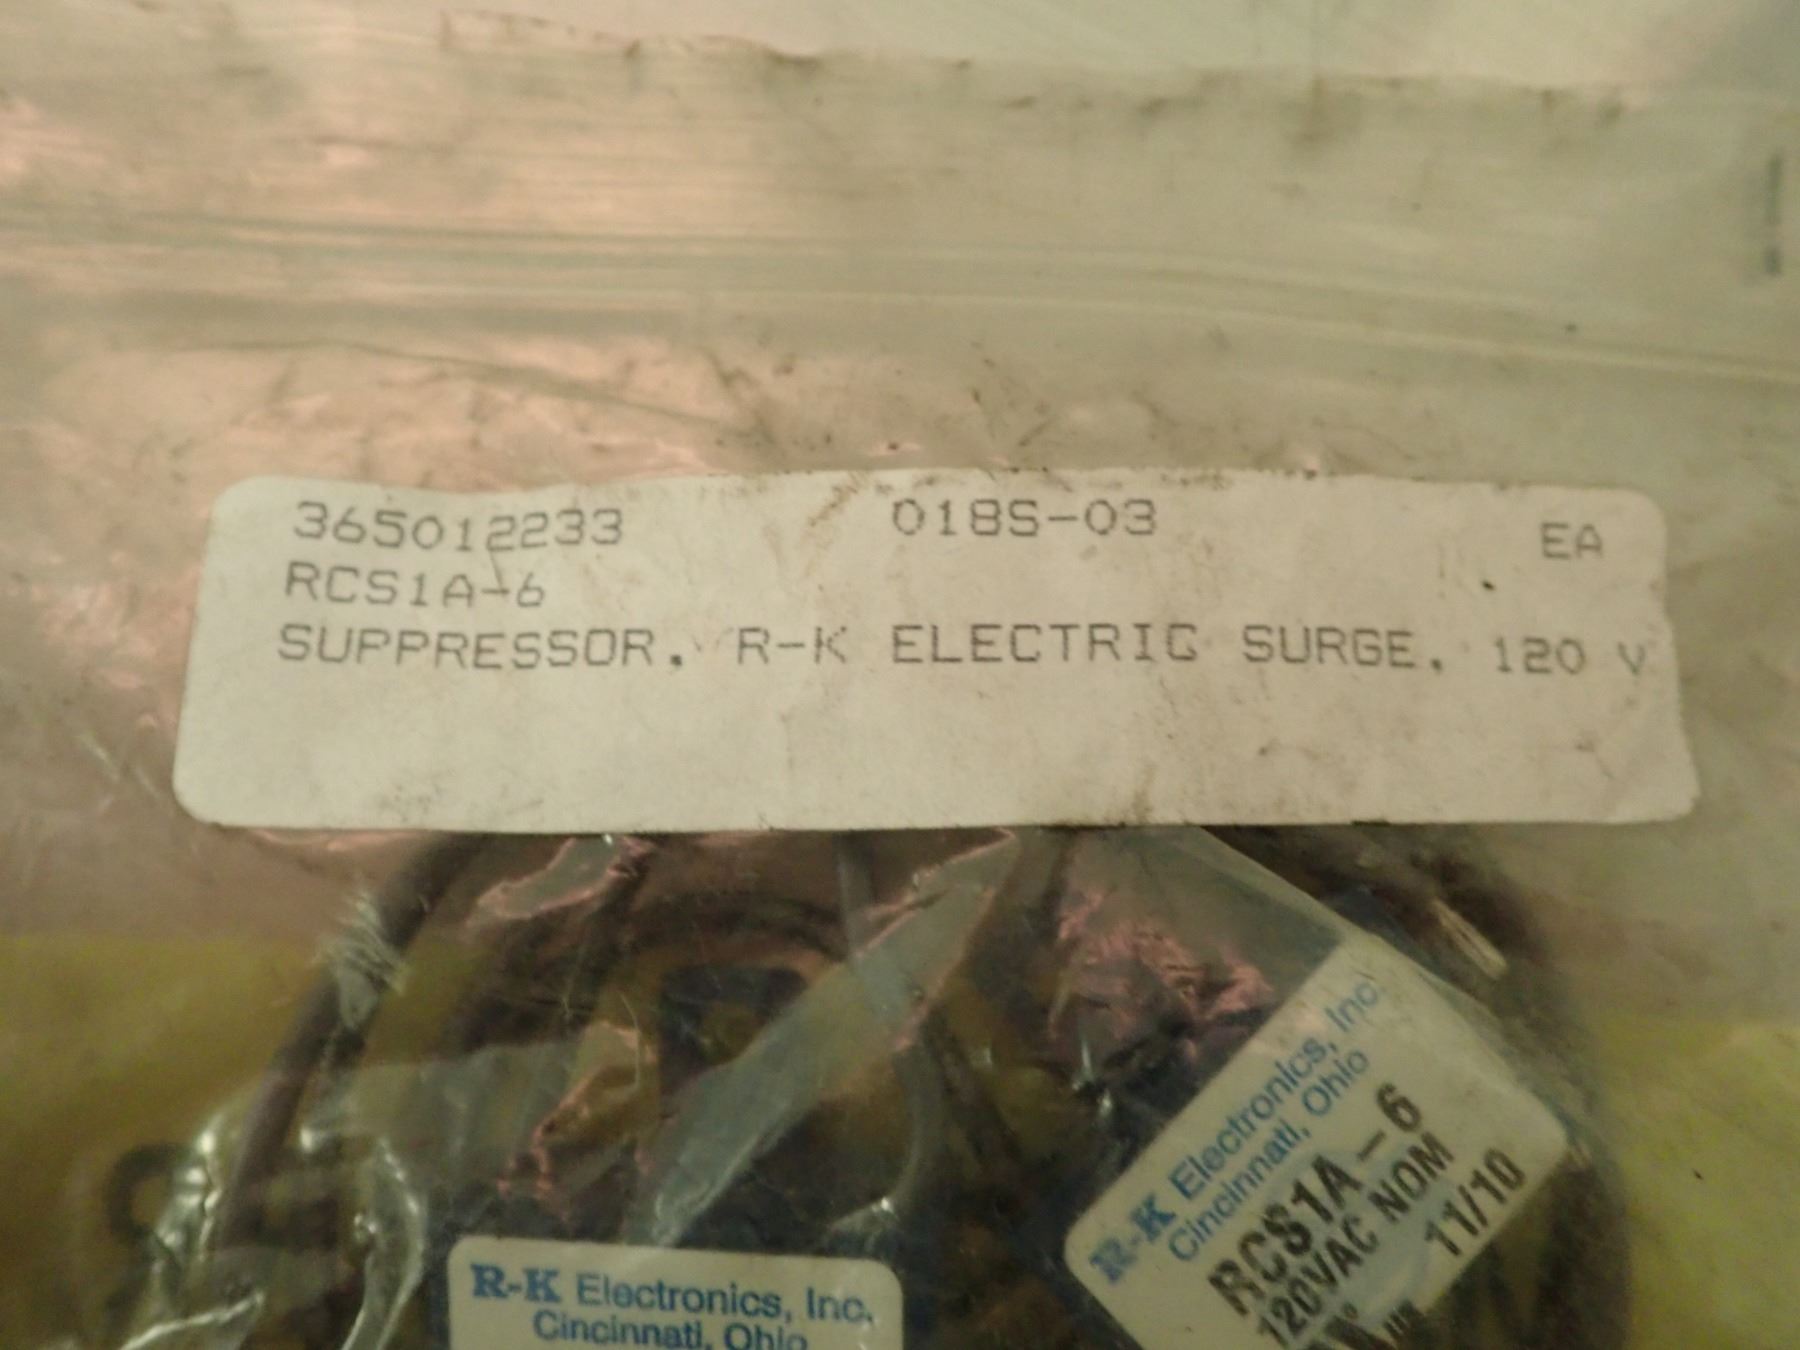 365012233 018S-03 EA
RCS1A-6
SUPPRESSOR, R-K ELECTRIC SURGE, 120 V
R-K Electronics, Inc.
Cincinnati, Ohio
RCS1A-6
120VAC NOM
11/10
R-K Electronics, Inc.
Cincinnati, Ohio